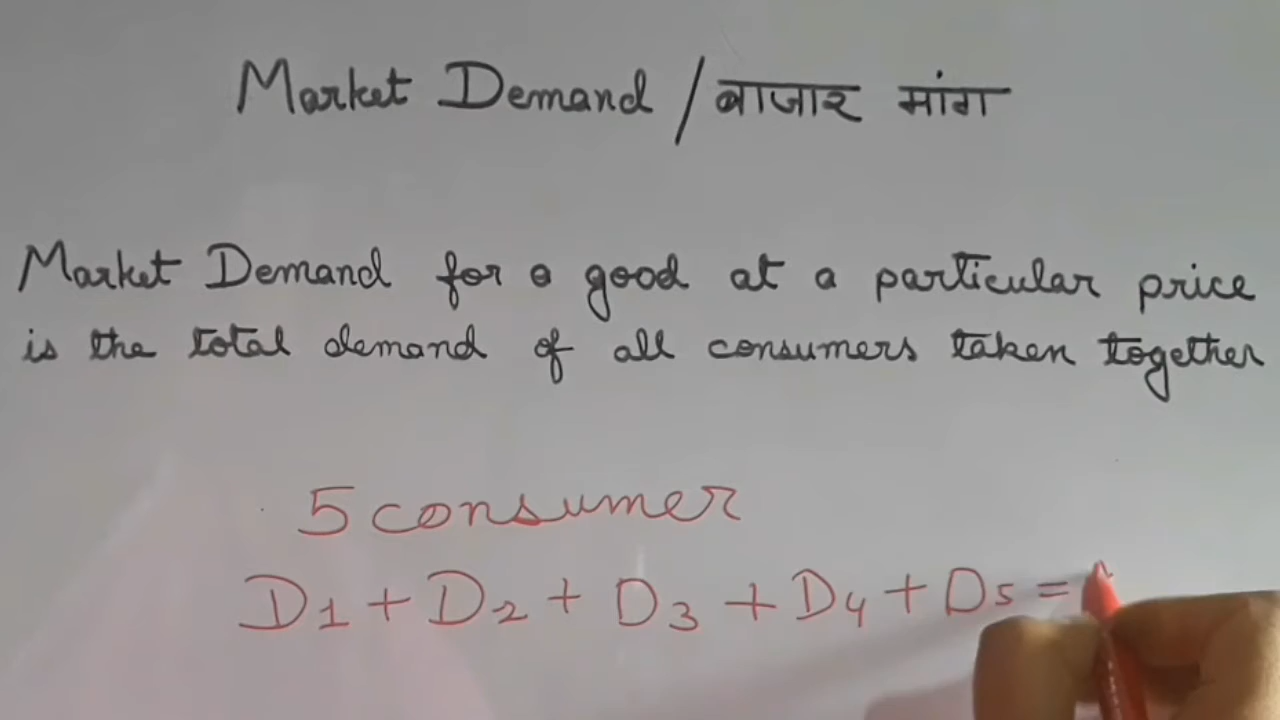 Market Demand / बाजार मांग
Market Demand for a good at a particular price
is the total demand of all consumers taken together
5 consumer
D1 + D2 + D3 + D4 + D5 =